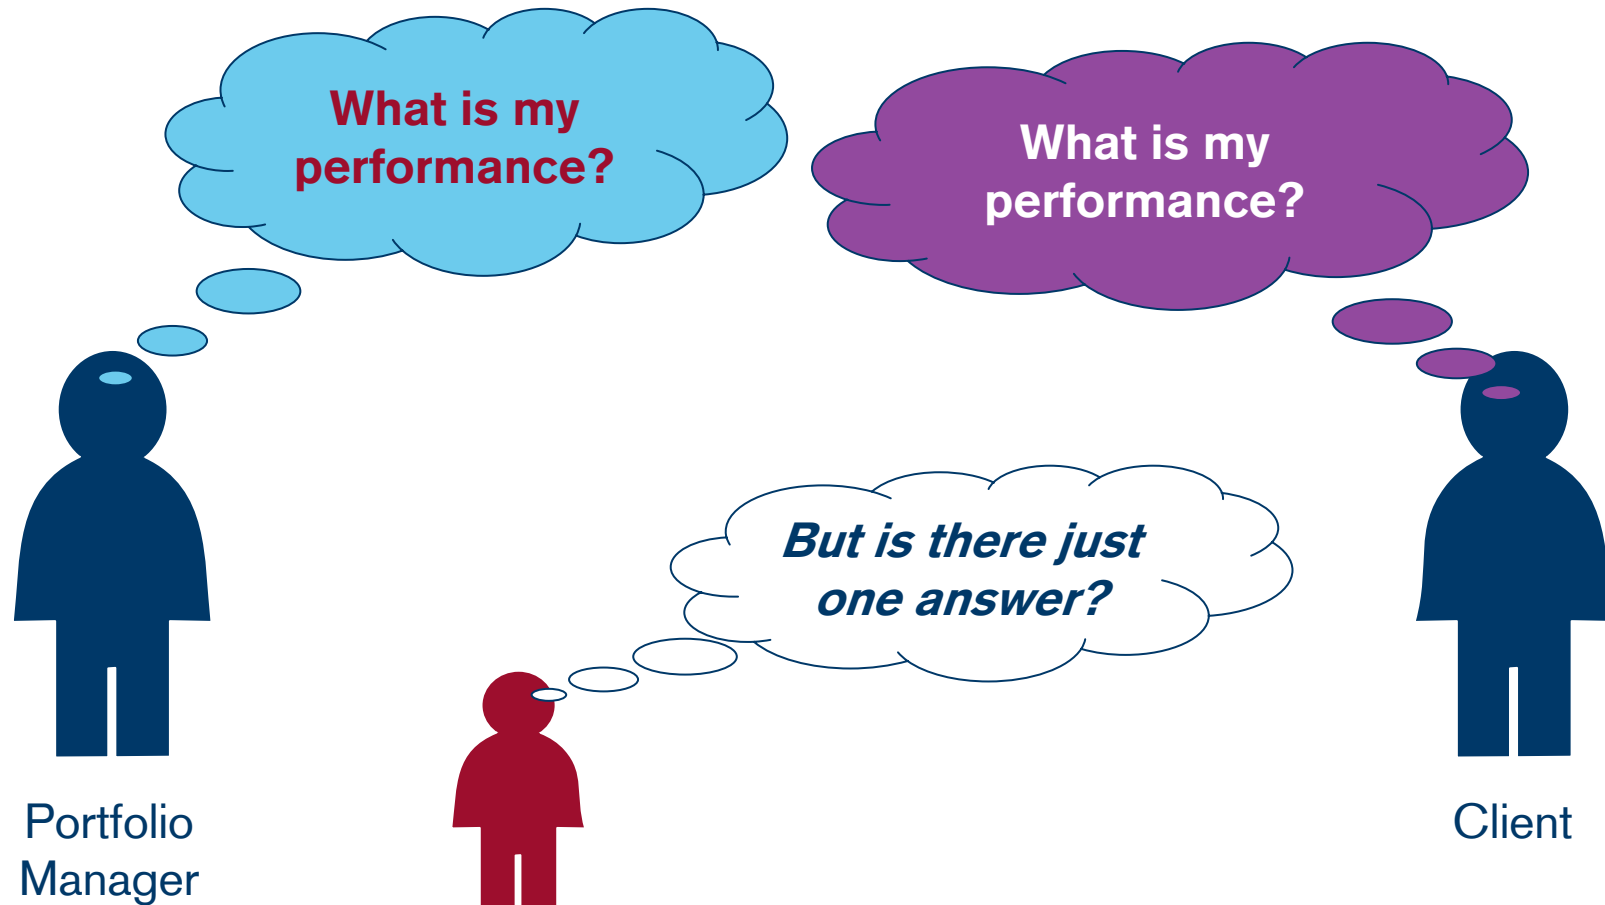 What is my
performance?
What is my
performance?
But is there just
one answer?
Portfolio
Manager
Client